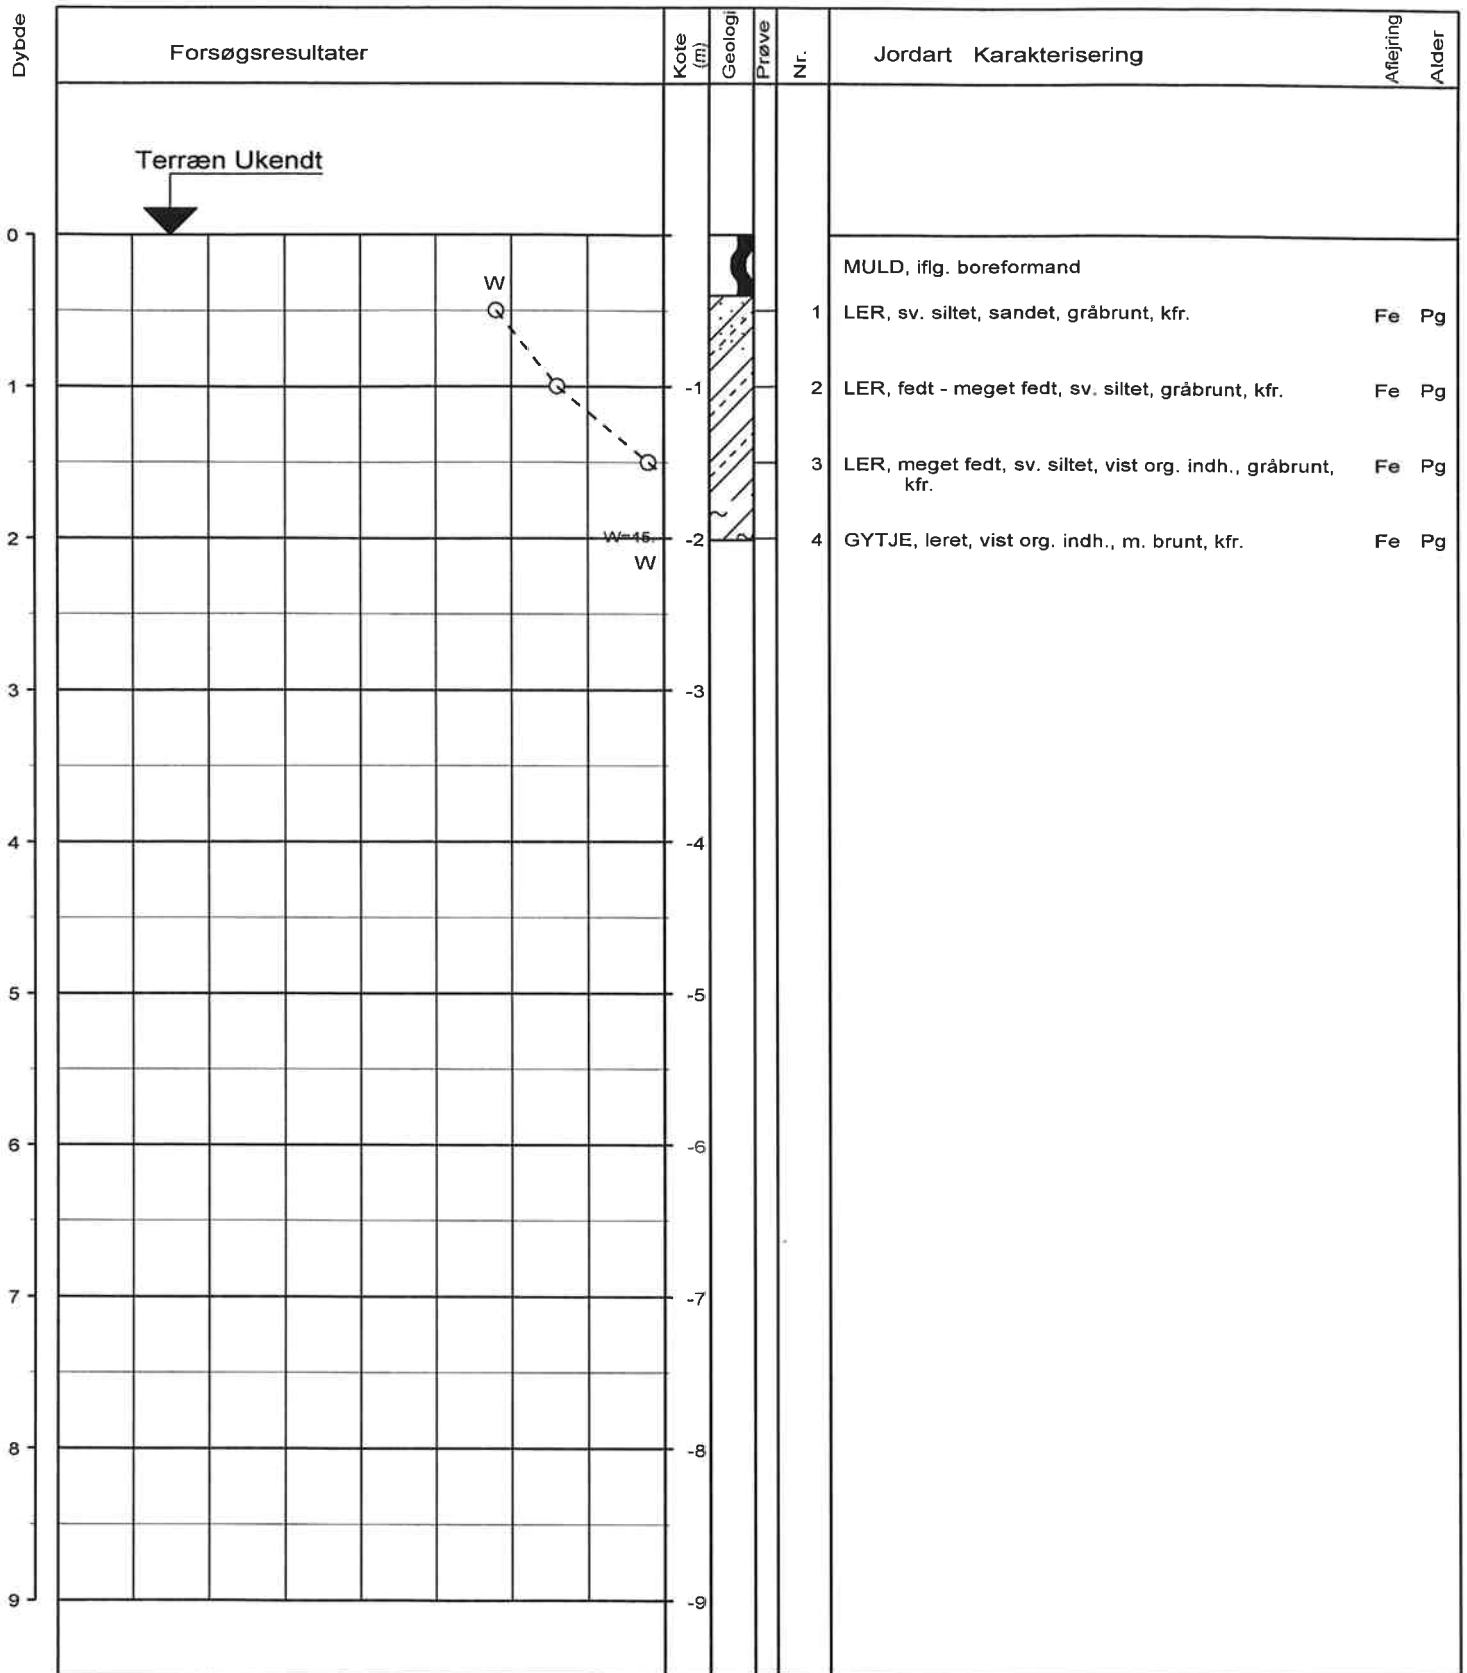 Dybde
Forsøgsresultater
Kote (m)
Geologi
Prøve
Nr.
Jordart Karakterisering
Aflejring
Alder
Terræn Ukendt
0
MULD, iflg. boreformand
W
1 LER, sv. siltet, sandet, gråbrunt, kfr. Fe Pg
1 -1 2 LER, fedt - meget fedt, sv. siltet, gråbrunt, kfr. Fe Pg
3 LER, meget fedt, sv. siltet, vist org. indh., gråbrunt, Fe Pg
kfr.
2 W=45. -2 4 GYTJE, leret, vist org. indh., m. brunt, kfr. Fe Pg
W
3 -3
4 -4
5 -5
6 -6
7 -7
8 -8
9 -9